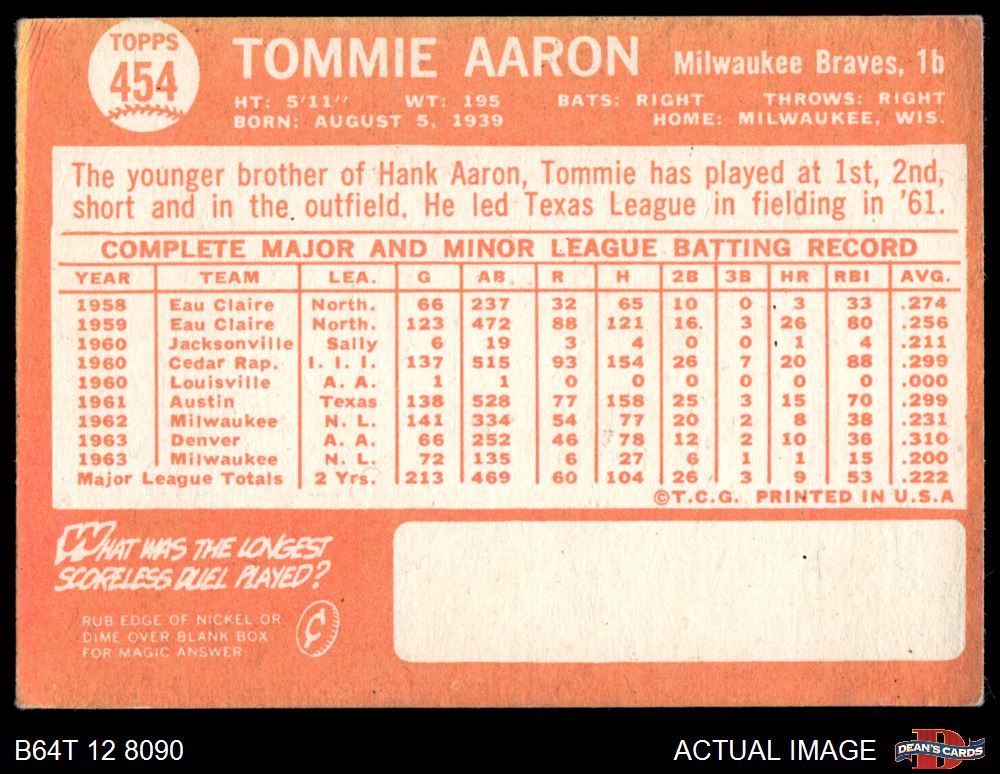 TOPPS
454
TOMMIE AARON Milwaukee Braves, 1b
HT: 5'11" WT: 195 BATS: RIGHT THROWS: RIGHT
BORN: AUGUST 5, 1939 HOME: MILWAUKEE, WIS.
The younger brother of Hank Aaron, Tommie has played at 1st, 2nd,
short and in the outfield. He led Texas League in fielding in '61.
COMPLETE MAJOR AND MINOR LEAGUE BATTING RECORD
YEAR TEAM LEA. G AB R H 2B 3B HR RBI AVG.
1958 Eau Claire North. 66 237 32 65 10 0 3 33 .274
1959 Eau Claire North. 123 472 88 121 16 3 26 80 .256
1960 Jacksonville Sally 6 19 3 4 0 0 1 4 .211
1960 Cedar Rap. I. I. I. 137 515 93 154 26 7 20 88 .299
1960 Louisville A. A. 1 1 0 0 0 0 0 0 .000
1961 Austin Texas 138 528 77 158 25 3 15 70 .299
1962 Milwaukee N. L. 141 334 54 77 20 2 8 38 .231
1963 Denver A. A. 66 252 46 78 12 2 10 36 .310
1963 Milwaukee N. L. 72 135 6 27 6 1 1 15 .200
Major League Totals 2 Yrs. 213 469 60 104 26 3 9 53 .222
©T.C.G. PRINTED IN U.S.A
WHAT WAS THE LONGEST
SCORELESS DUEL PLAYED?
RUB EDGE OF NICKEL OR
DIME OVER BLANK BOX
FOR MAGIC ANSWER
¢
B64T 12 8090 ACTUAL IMAGE
D
DEAN'S CARDS